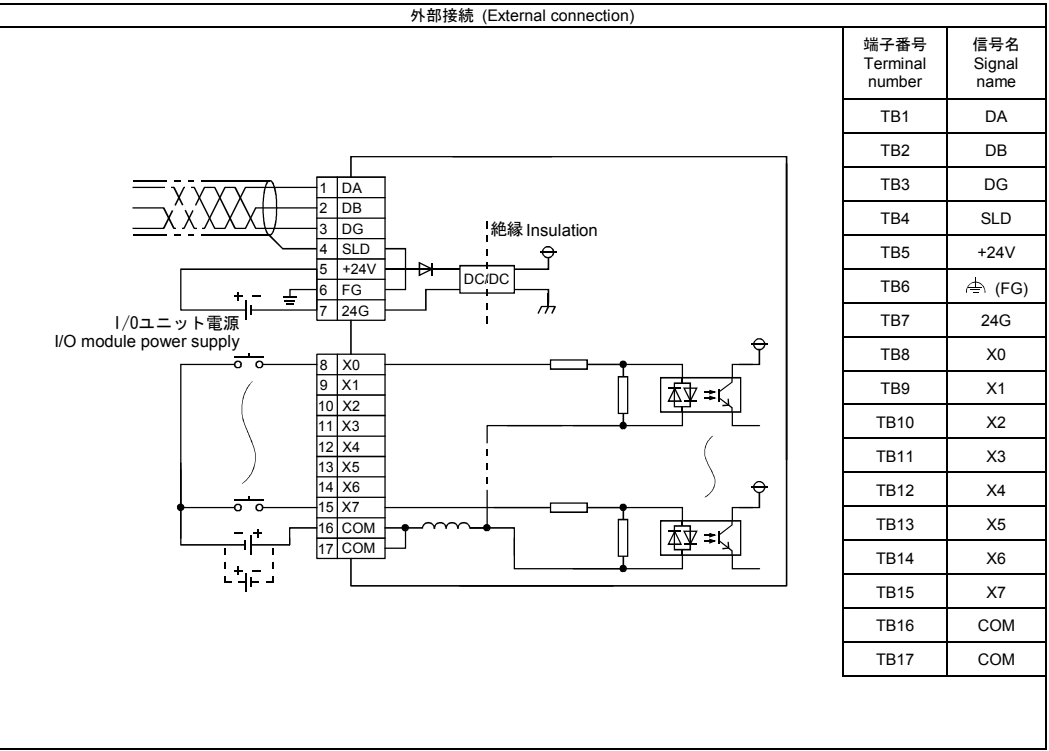 外部接続 (External connection)
端子番号
Terminal
number
信号名
Signal
name
TB1 DA
TB2 DB
TB3 DG
TB4 SLD
TB5 +24V
TB6 (FG)
TB7 24G
TB8 X0
TB9 X1
TB10 X2
TB11 X3
TB12 X4
TB13 X5
TB14 X6
TB15 X7
TB16 COM
TB17 COM
1 DA
2 DB
3 DG
4 SLD
5 +24V
6 FG
7 24G
絶縁 Insulation
DC/DC
+ −
I/Oユニット電源
I/O module power supply
8 X0
9 X1
10 X2
11 X3
12 X4
13 X5
14 X6
15 X7
16 COM
17 COM
− +
+ −